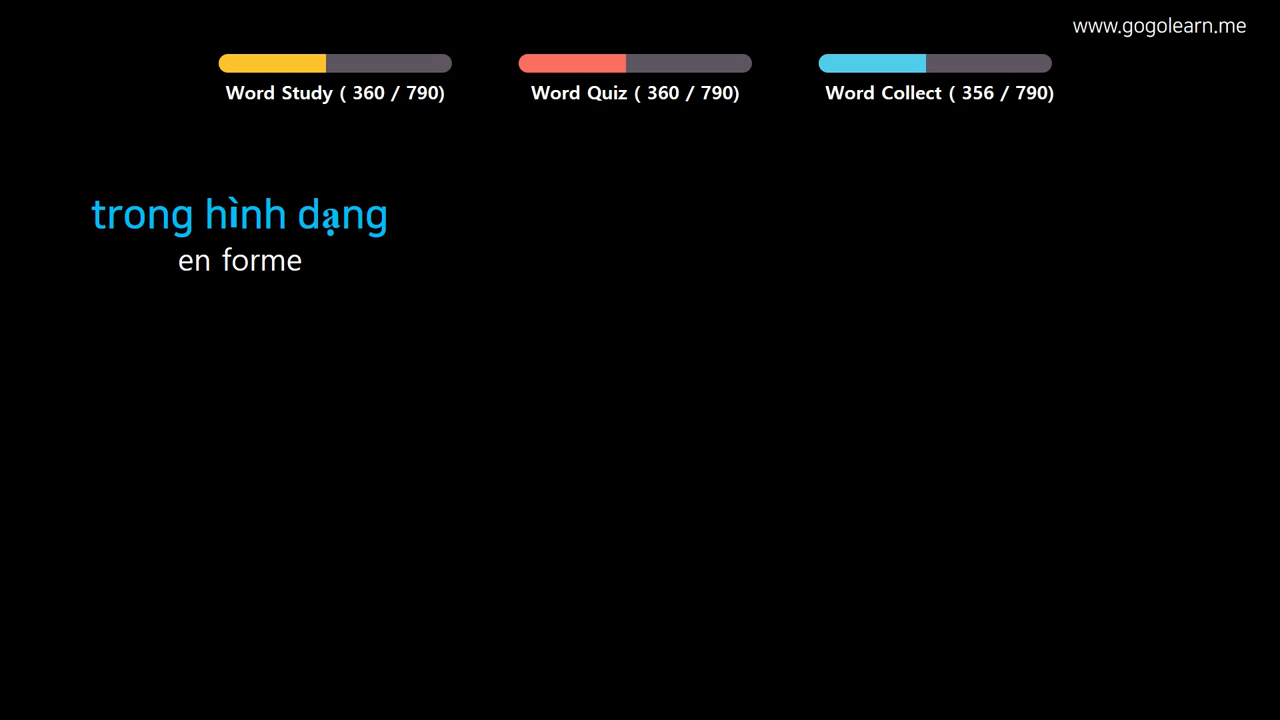 www.gogolearn.me
Word Study ( 360 / 790)
Word Quiz ( 360 / 790)
Word Collect ( 356 / 790)
trong hình dạng
en forme